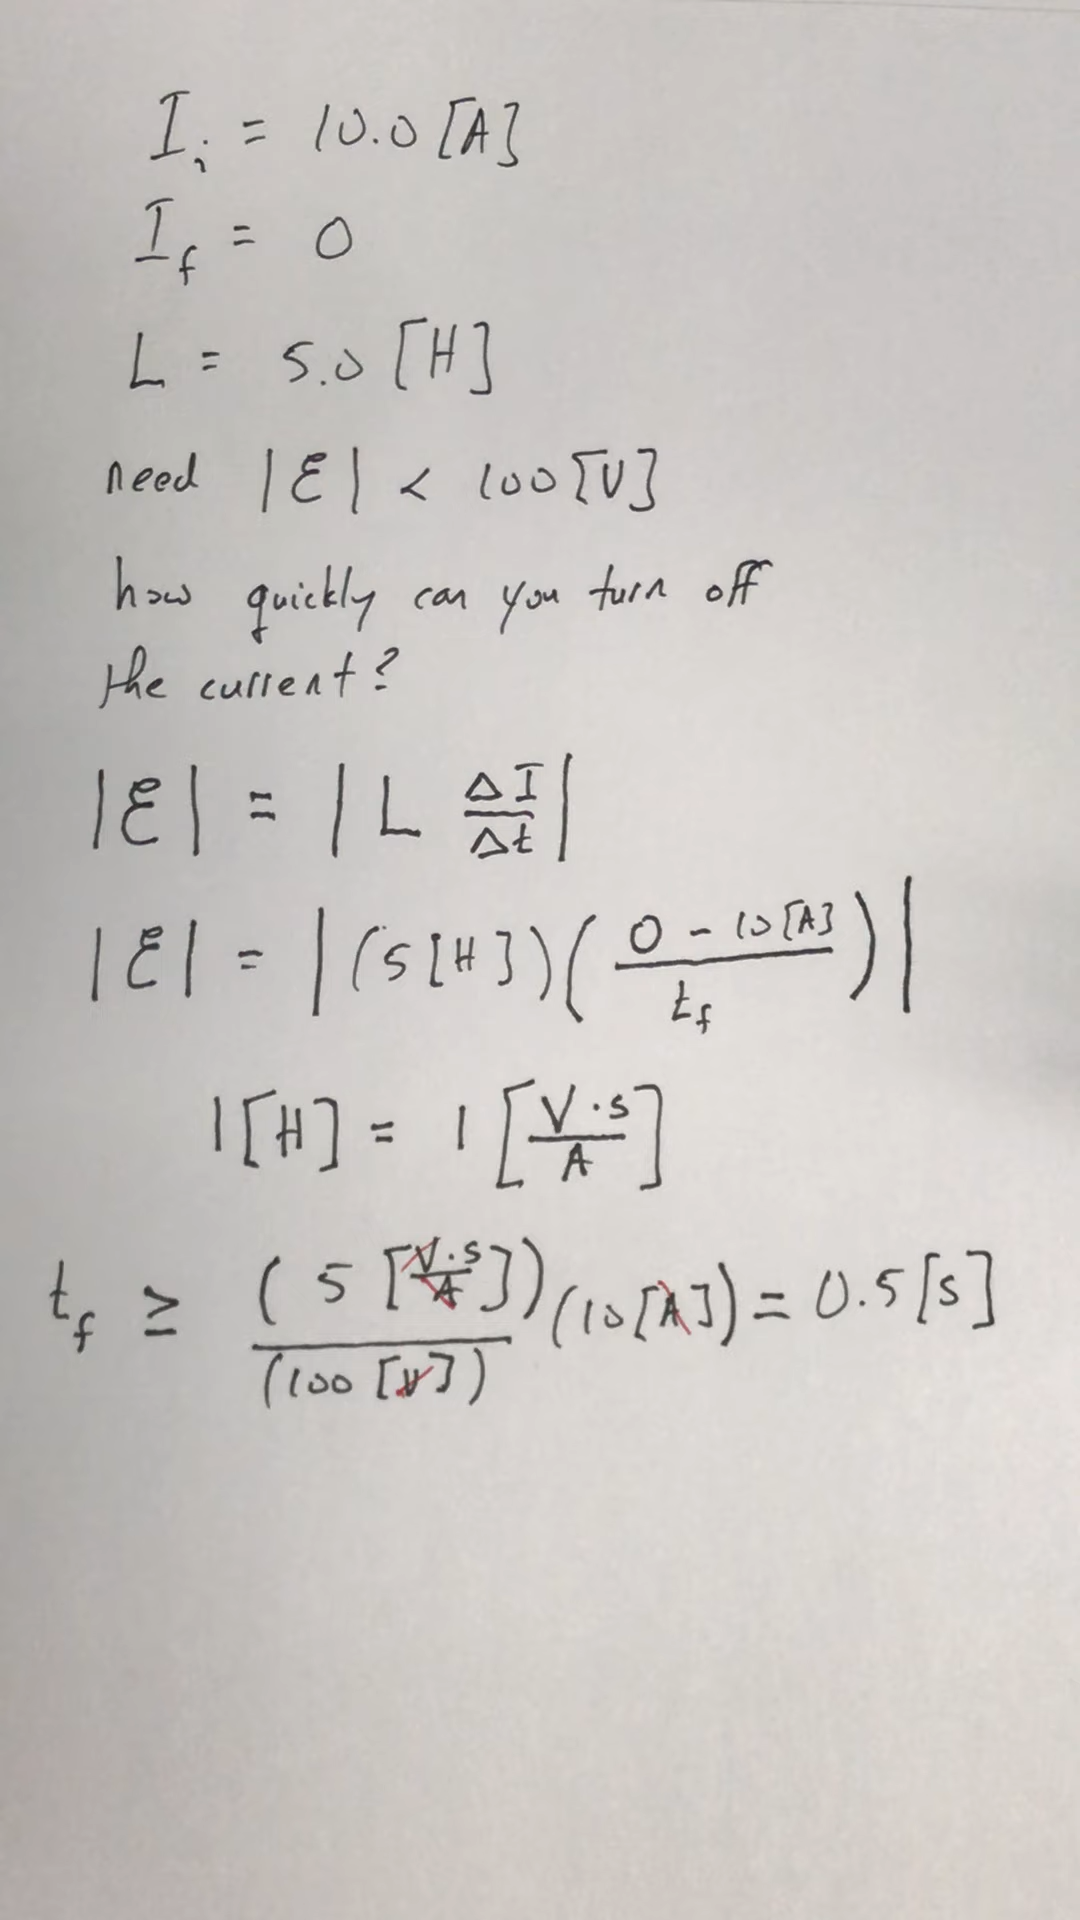 I_i = 10.0 [A]
I_f = 0
L = 5.0 [H]
need |ℰ| < 100 [V]
how quickly can you turn off
the current?
|ℰ| = |L ΔI/Δt|
|ℰ| = |(5 [H])((0 - 10 [A])/t_f)|
1 [H] = 1 [V·s/A]
t_f ≥ (5 [V·s/A])/(100 [V]) (10 [A]) = 0.5 [s]